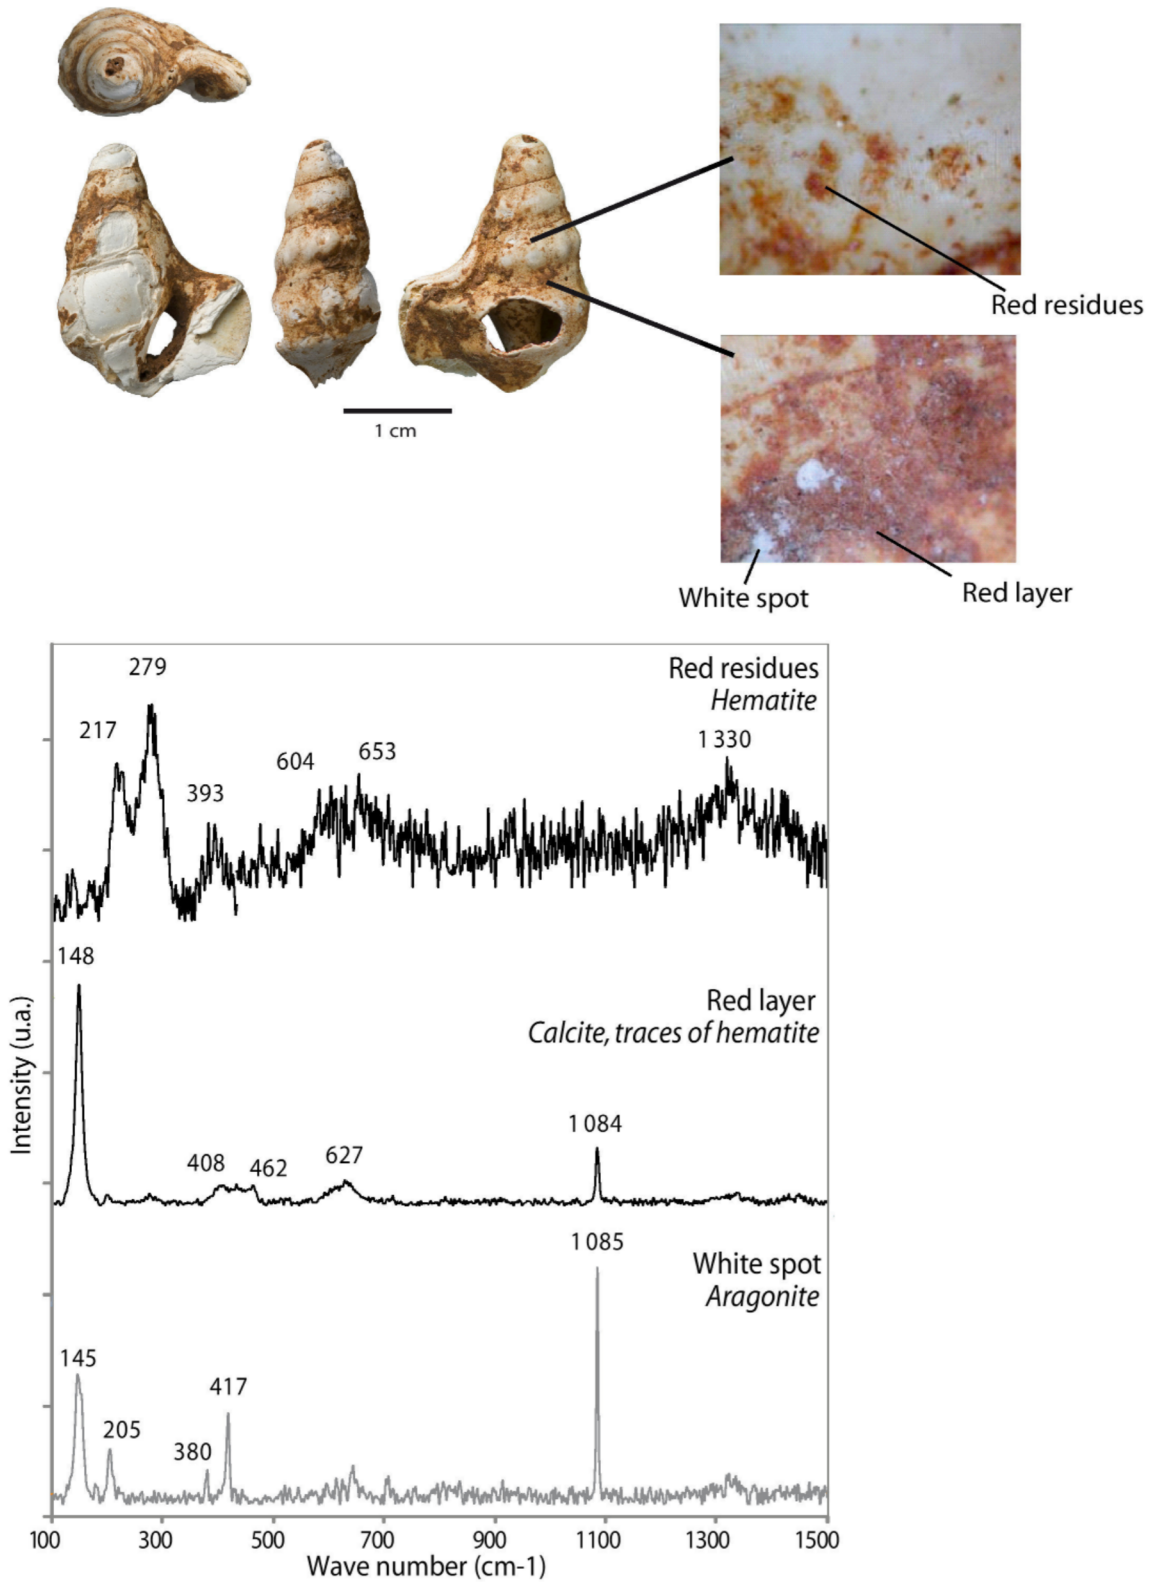 1 cm
Red residues
White spot
Red layer
Red residues
Hematite
279
217
393
604
653
1 330
Red layer
Calcite, traces of hematite
148
408
462
627
1 084
White spot
Aragonite
145
205
380
417
1 085
Intensity (u.a.)
100 300 500 700 900 1100 1300 1500
Wave number (cm-1)